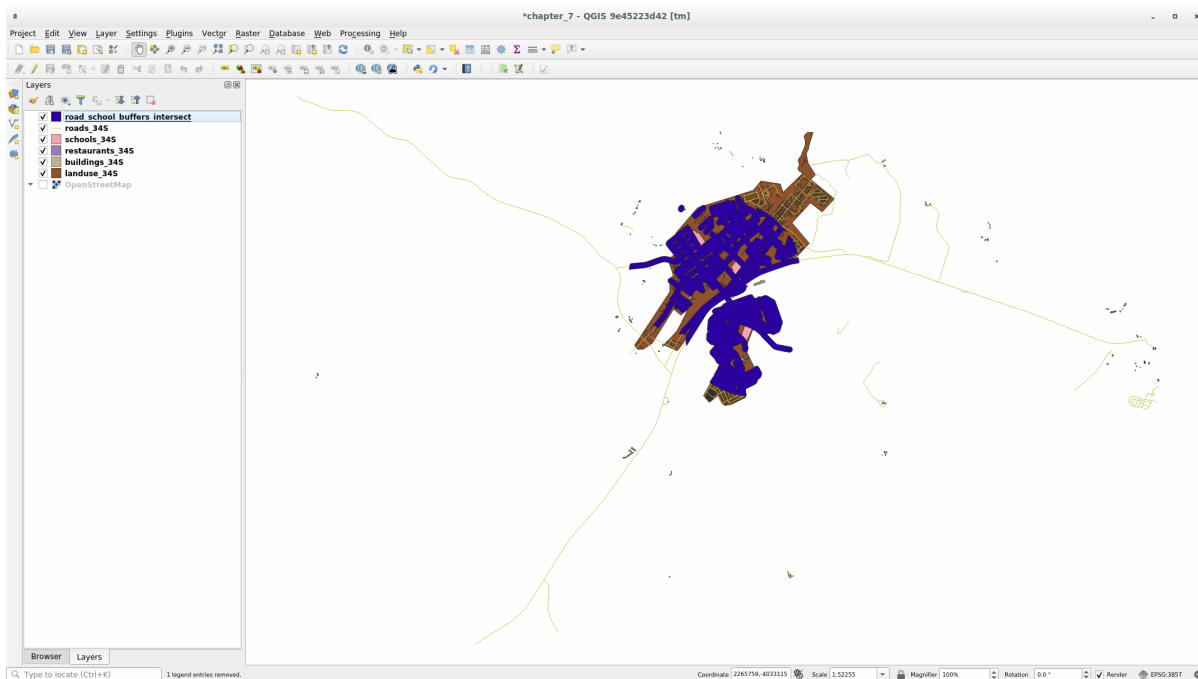 *chapter_7 - QGIS 9e45223d42 [tm]
Project Edit View Layer Settings Plugins Vector Raster Database Web Processing Help
Layers
road_school_buffers_intersect
roads_34S
schools_34S
restaurants_34S
buildings_34S
landuse_34S
OpenStreetMap
Browser Layers
Type to locate (Ctrl+K) 1 legend entries removed. Coordinate 2265759,-4033115 Scale 1:52255 Magnifier 100% Rotation 0.0 ° Render EPSG:3857